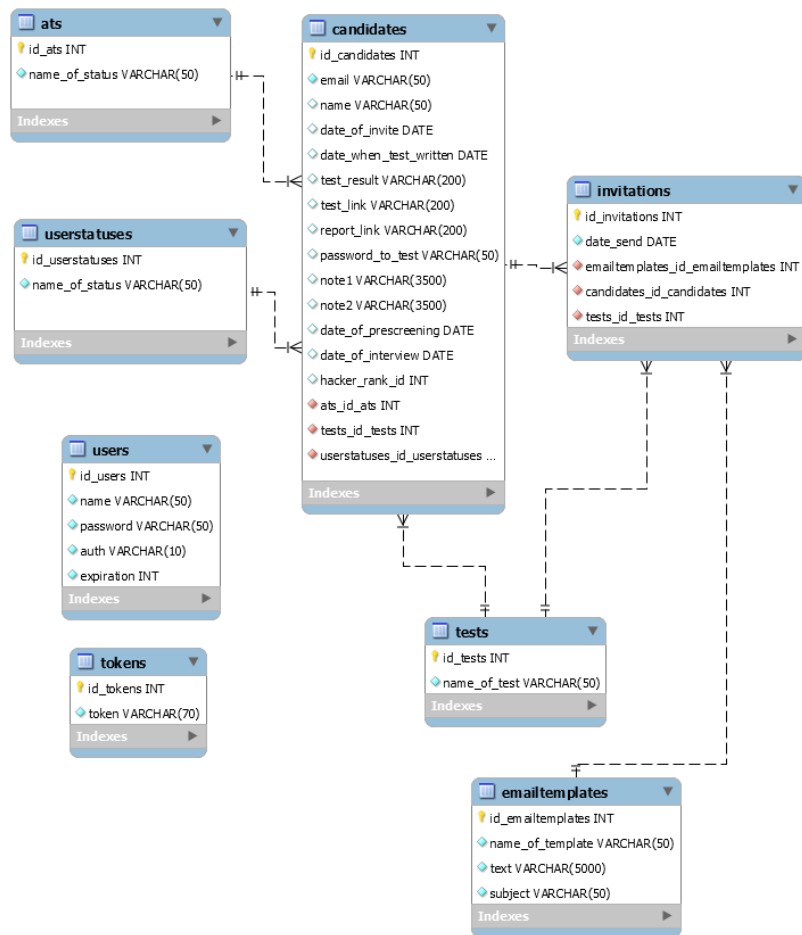 ats
id_ats INT
name_of_status VARCHAR(50)
Indexes
userstatuses
id_userstatuses INT
name_of_status VARCHAR(50)
Indexes
users
id_users INT
name VARCHAR(50)
password VARCHAR(50)
auth VARCHAR(10)
expiration INT
Indexes
tokens
id_tokens INT
token VARCHAR(70)
Indexes
candidates
id_candidates INT
email VARCHAR(50)
name VARCHAR(50)
date_of_invite DATE
date_when_test_written DATE
test_result VARCHAR(200)
test_link VARCHAR(200)
report_link VARCHAR(200)
password_to_test VARCHAR(50)
note1 VARCHAR(3500)
note2 VARCHAR(3500)
date_of_prescreening DATE
date_of_interview DATE
hacker_rank_id INT
ats_id_ats INT
tests_id_tests INT
userstatuses_id_userstatuses ...
Indexes
invitations
id_invitations INT
date_send DATE
emailtemplates_id_emailtemplates INT
candidates_id_candidates INT
tests_id_tests INT
Indexes
tests
id_tests INT
name_of_test VARCHAR(50)
Indexes
emailtemplates
id_emailtemplates INT
name_of_template VARCHAR(50)
text VARCHAR(5000)
subject VARCHAR(50)
Indexes